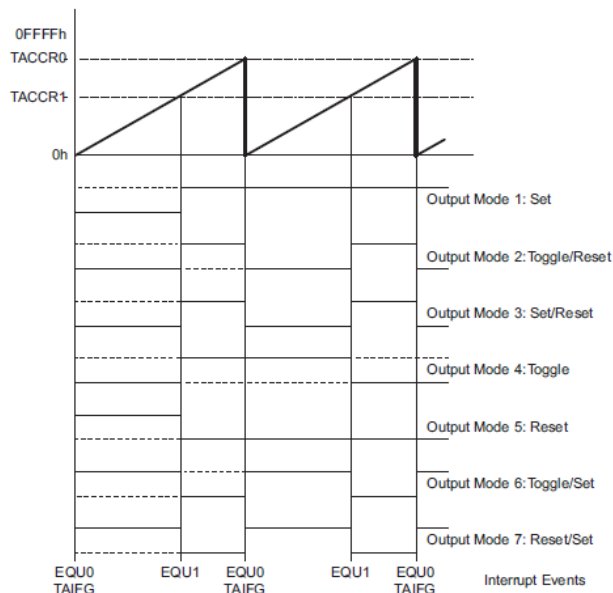 0FFFFh
TACCR0
TACCR1
0h
Output Mode 1: Set
Output Mode 2: Toggle/Reset
Output Mode 3: Set/Reset
Output Mode 4: Toggle
Output Mode 5: Reset
Output Mode 6: Toggle/Set
Output Mode 7: Reset/Set
EQU0 EQU1 EQU0 EQU1 EQU0 Interrupt Events
TAIFG TAIFG TAIFG